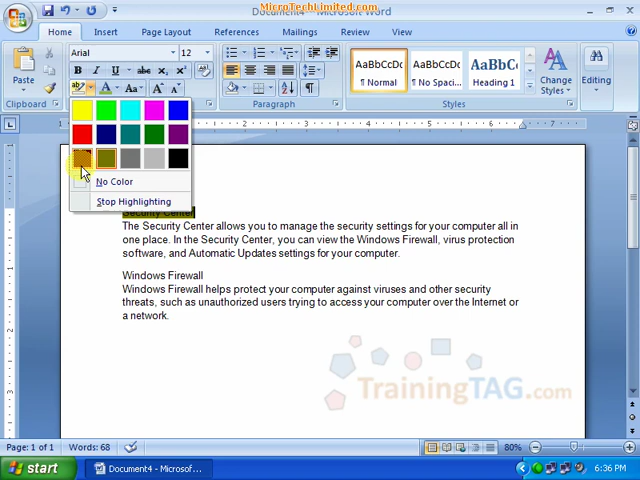 Document4 - Microsoft Word
MicroTechLimited.com
Home Insert Page Layout References Mailings Review View
Paste
Arial 12
B I U abc x₂ x²
ab A Aa A A
Clipboard Font Paragraph Styles
AaBbCcDc AaBbCcDc AaBbC
¶ Normal ¶ No Spaci... Heading 1
Change Styles
Editing
No Color
Stop Highlighting
Security Center
The Security Center allows you to manage the security settings for your computer all in
one place. In the Security Center, you can view the Windows Firewall, virus protection
software, and Automatic Updates settings for your computer.
Windows Firewall
Windows Firewall helps protect your computer against viruses and other security
threats, such as unauthorized users trying to access your computer over the Internet or
a network.
TrainingTAG.com
Page: 1 of 1 Words: 68 80%
start Document4 - Microsof... 6:36 PM